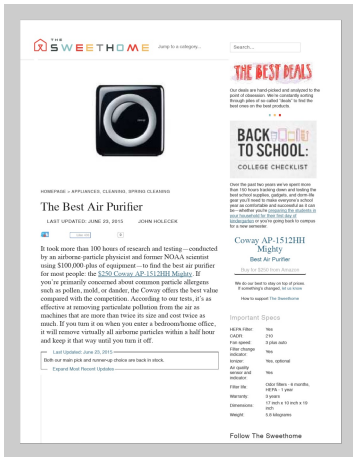 THE
SWEETHOME
Jump to a category...
Search...
THE BEST DEALS
Our deals are hand-picked and analyzed to the
point of obsession. We're constantly sorting
through piles of so-called "deals" to find the
best ones on the best products.
BACK
TO SCHOOL:
COLLEGE CHECKLIST
HOMEPAGE > APPLIANCES, CLEANING, SPRING CLEANING
The Best Air Purifier
LAST UPDATED: JUNE 23, 2015 JOHN HOLECEK
It took more than 100 hours of research and testing—conducted
by an airborne-particle physicist and former NOAA scientist
using $100,000-plus of equipment—to find the best air purifier
for most people: the $250 Coway AP-1512HH Mighty. If
you're primarily concerned about common particle allergens
such as pollen, mold, or dander, the Coway offers the best value
compared with the competition. According to our tests, it's as
effective at removing particulate pollution from the air as
machines that are more than twice its size and cost twice as
much. If you turn it on when you enter a bedroom/home office,
it will remove virtually all airborne particles within a half hour
and keep it that way until you turn it off.
Last Updated: June 23, 2015
Both our main pick and runner-up choice are back in stock.
Expand Most Recent Updates
Over the past two years we've spent more
than 150 hours tracking down and testing the
best school supplies, gadgets, and dorm-life
gear you'll need to make everyone's school
year as comfortable and successful as it can
be—whether you're preparing the students in
your household for their first day of
kindergarten or you're going back to campus
for a new semester.
Coway AP-1512HH
Mighty
Best Air Purifier
Buy for $250 from Amazon
We do our best to stay on top of prices
If something's changed, let us know
How to support The Sweethome
Important Specs
HEPA Filter: Yes
CADR: 210
Fan speed: 3 plus auto
Filter change
indicator: Yes
Ionizer: Yes, optional
Air quality
sensor and
indicator: Yes
Filter life: Odor filters - 6 months,
HEPA - 1 year
Warranty: 3 years
Dimensions: 17 inch x 10 inch x 19
inch
Weight: 5.6 kilograms
Follow The Sweethome